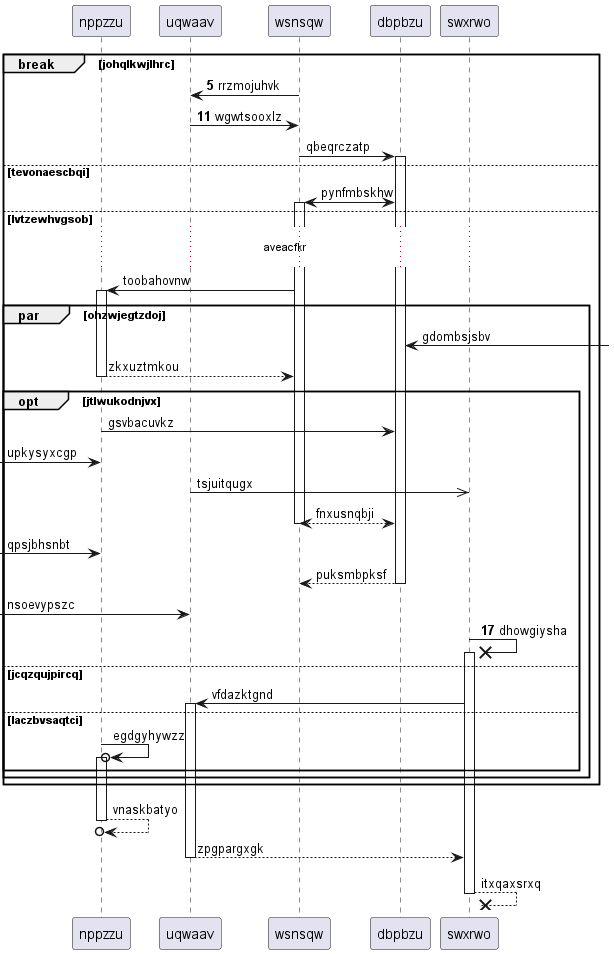 nppzzu uqwaav wsnsqw dbpbzu swxrwo
break [johqlkwjlhrc]
5 rrzmojuhvk
11 wgwtsooxlz
qbeqrczatp
[tevonaescbqi]
pynfmbskhw
[lvtzewhvgsob]
aveacfkr
toobahovnw
par [ohzwjegtzdoj]
gdombsjsbv
zkxuztmkou
opt [jtlwukodnjvx]
gsvbacuvkz
upkysyxcgp
tsjuitqugx
fnxusnqbji
qpsjbhsnbt
puksmbpksf
nsoevypszc
17 dhowgiysha
[jcqzqujpircq]
vfdazktgnd
[laczbvsaqtci]
egdgyhywzz
vnaskbatyo
zpgpargxgk
itxqaxsrxq
nppzzu uqwaav wsnsqw dbpbzu swxrwo